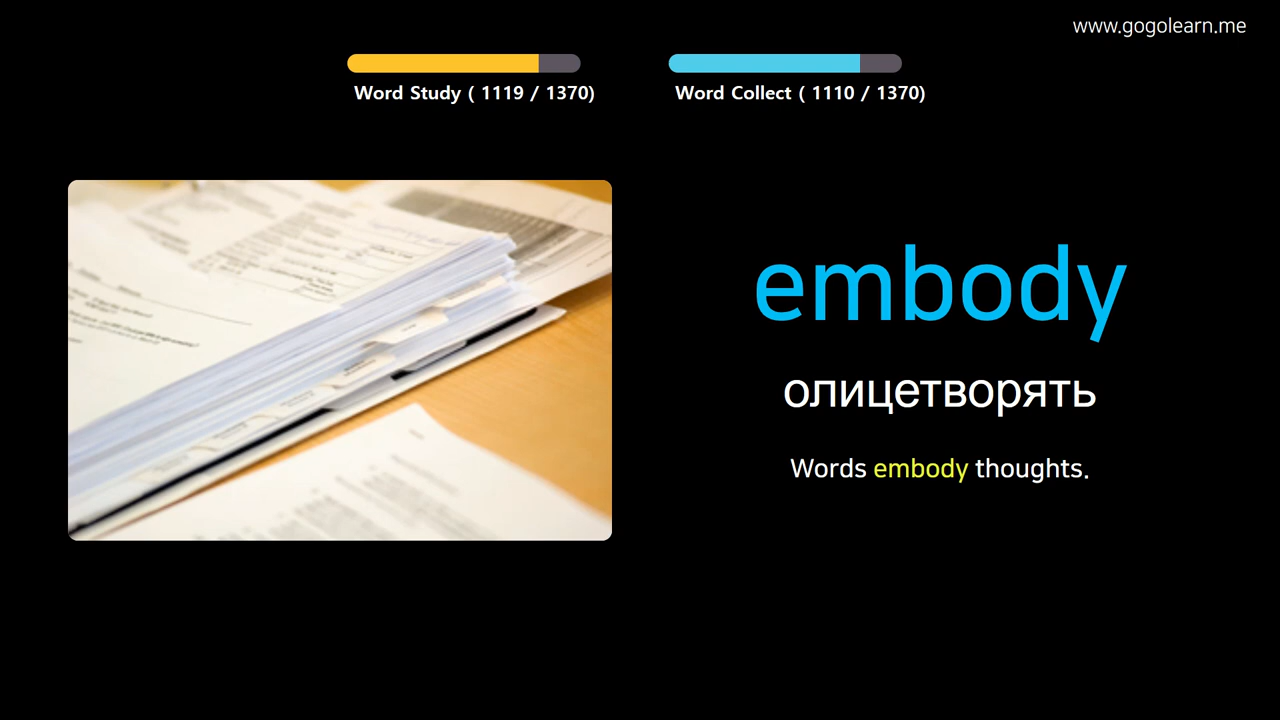 www.gogolearn.me
Word Study ( 1119 / 1370)
Word Collect ( 1110 / 1370)
embody
олицетворять
Words embody thoughts.